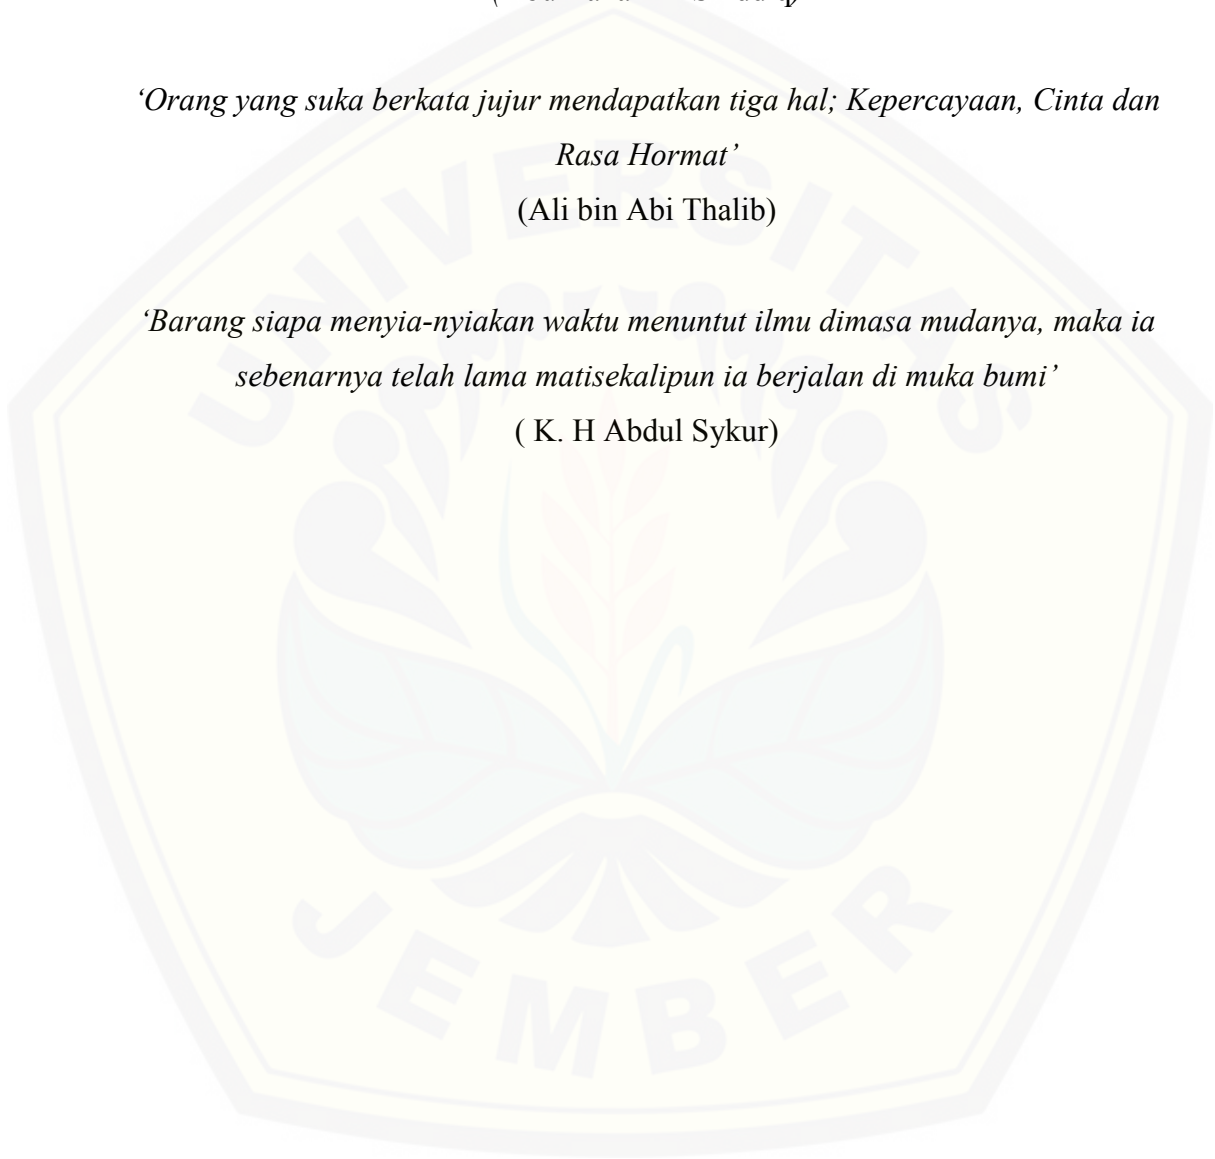 ‘Orang yang suka berkata jujur mendapatkan tiga hal; Kepercayaan, Cinta dan
Rasa Hormat’
(Ali bin Abi Thalib)
‘Barang siapa menyia-nyiakan waktu menuntut ilmu dimasa mudanya, maka ia
sebenarnya telah lama matisekalipun ia berjalan di muka bumi’
( K. H Abdul Sykur)
UNIVERSITAS
JEMBER